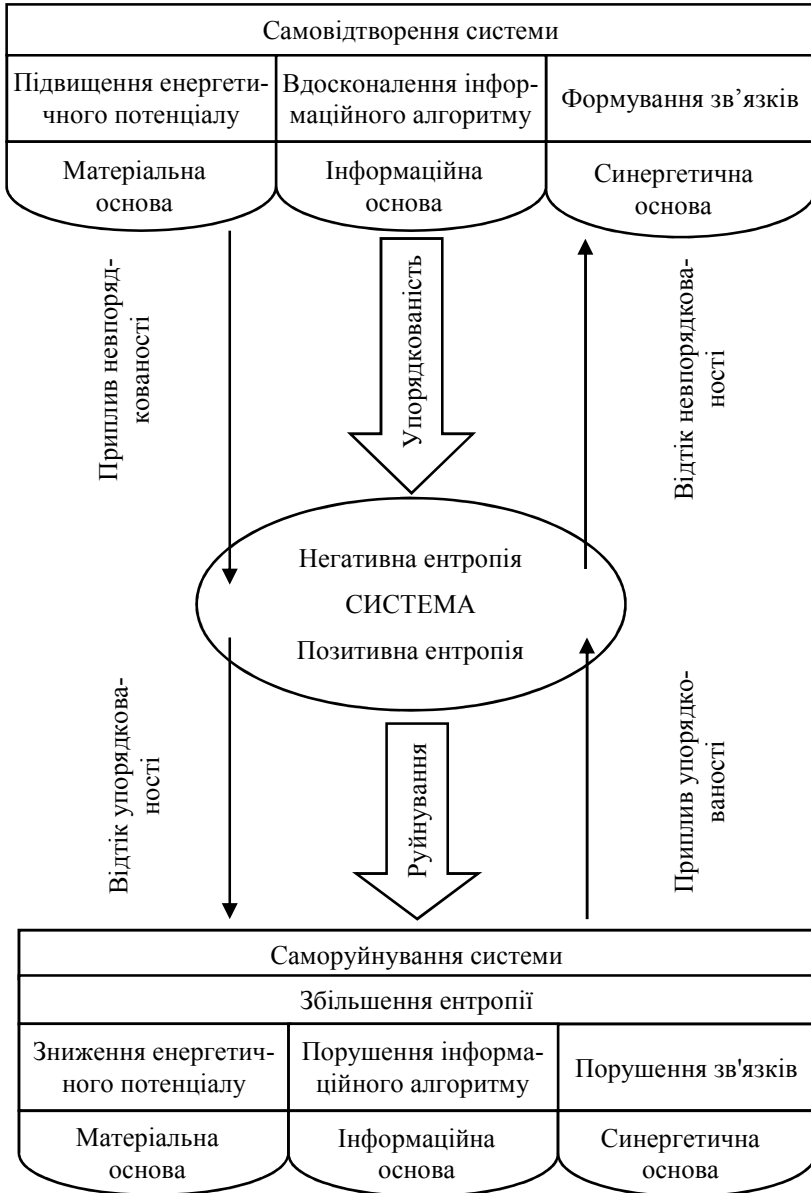 Самовідтворення системи
Підвищення енергети-
чного потенціалу
Вдосконалення інфор-
маційного алгоритму
Формування зв’язків
Матеріальна
основа
Інформаційна
основа
Синергетична
основа
Приплив невпоряд-
кованості
Упорядкованість
Відтік невпорядкова-
ності
Негативна ентропія
СИСТЕМА
Позитивна ентропія
Відтік упорядкова-
ності
Руйнування
Приплив упорядко-
ваності
Саморуйнування системи
Збільшення ентропії
Зниження енергетич-
ного потенціалу
Порушення інформа-
ційного алгоритму
Порушення зв'язків
Матеріальна
основа
Інформаційна
основа
Синергетична
основа